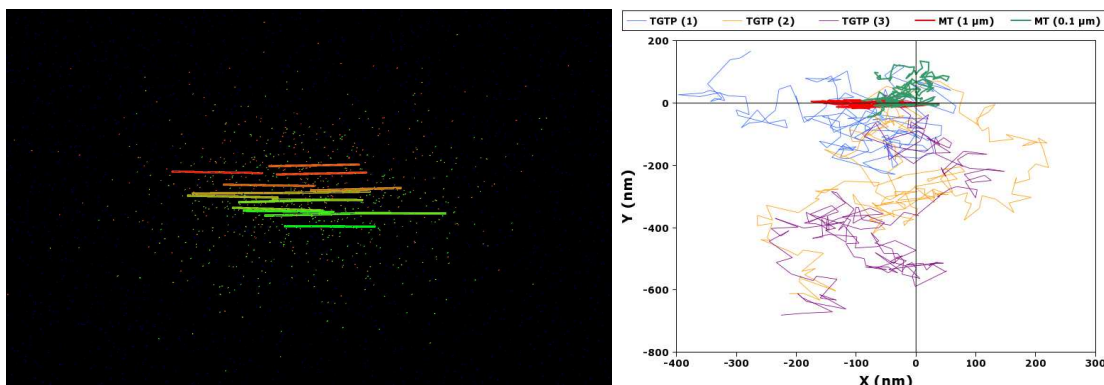 TGTP (1) TGTP (2) TGTP (3) MT (1 µm) MT (0.1 µm)
200
0
-200
-400
-600
-800
Y (nm)
-400 -300 -200 -100 0 100 200 300
X (nm)